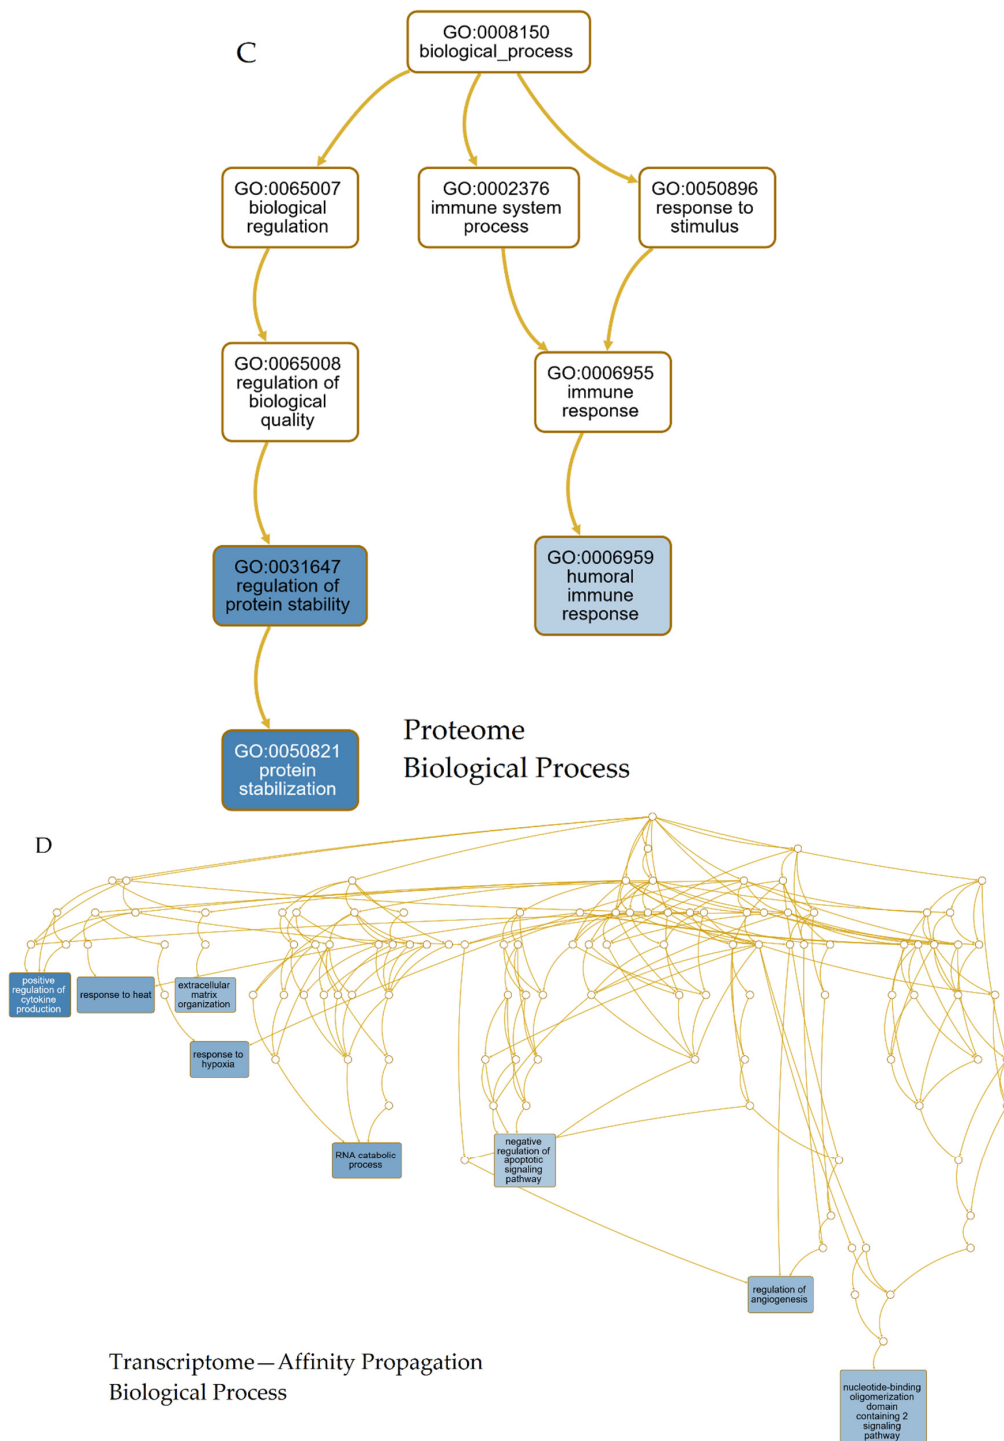 C
GO:0008150
biological_process
GO:0065007
biological
regulation
GO:0002376
immune system
process
GO:0050896
response to
stimulus
GO:0065008
regulation of
biological
quality
GO:0006955
immune
response
GO:0031647
regulation of
protein stability
GO:0006959
humoral
immune
response
GO:0050821
protein
stabilization
Proteome
Biological Process
D
positive
regulation of
cytokine
production
response to heat
extracellular
matrix
organization
response to
hypoxia
RNA catabolic
process
negative
regulation of
apoptotic
signaling
pathway
regulation of
angiogenesis
nucleotide-binding
oligomerization
domain
containing 2
signaling
pathway
Transcriptome—Affinity Propagation
Biological Process